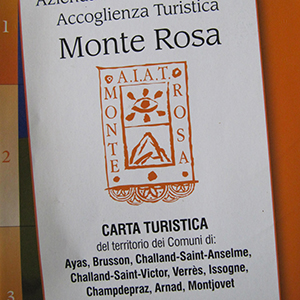 Accoglienza Turistica
Monte Rosa
A.I.A.T.
MONTE
ROSA
CARTA TURISTICA
del territorio dei Comuni di:
Ayas, Brusson, Challand-Saint-Anselme,
Challand-Saint-Victor, Verrès, Issogne,
Champdepraz, Arnad, Montjovet
1
2
3